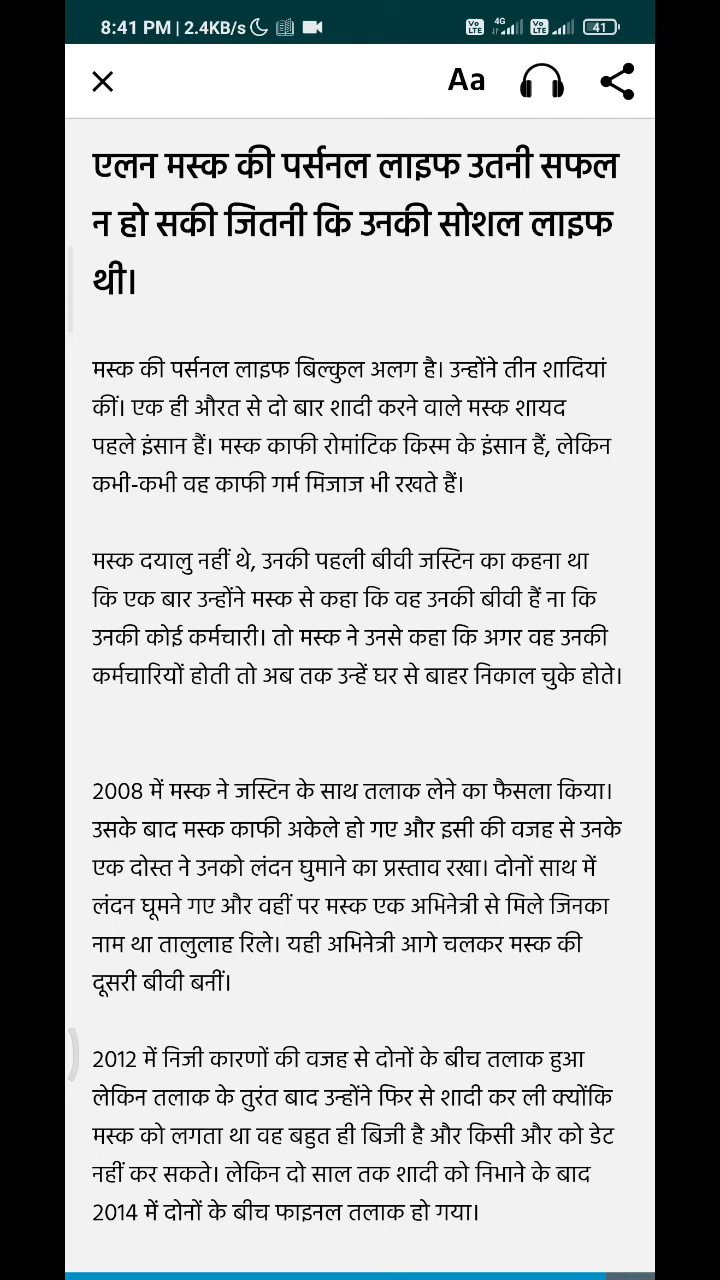 8:41 PM | 2.4KB/s
Vo LTE 4G Vo LTE 41
Aa
एलन मस्क की पर्सनल लाइफ उतनी सफल
न हो सकी जितनी कि उनकी सोशल लाइफ
थी।
मस्क की पर्सनल लाइफ बिल्कुल अलग है। उन्होंने तीन शादियां
कीं। एक ही औरत से दो बार शादी करने वाले मस्क शायद
पहले इंसान हैं। मस्क काफी रोमांटिक किस्म के इंसान हैं, लेकिन
कभी-कभी वह काफी गर्म मिजाज भी रखते हैं।
मस्क दयालु नहीं थे, उनकी पहली बीवी जस्टिन का कहना था
कि एक बार उन्होंने मस्क से कहा कि वह उनकी बीवी हैं ना कि
उनकी कोई कर्मचारी। तो मस्क ने उनसे कहा कि अगर वह उनकी
कर्मचारियों होती तो अब तक उन्हें घर से बाहर निकाल चुके होते।
2008 में मस्क ने जस्टिन के साथ तलाक लेने का फैसला किया।
उसके बाद मस्क काफी अकेले हो गए और इसी की वजह से उनके
एक दोस्त ने उनको लंदन घुमाने का प्रस्ताव रखा। दोनों साथ में
लंदन घूमने गए और वहीं पर मस्क एक अभिनेत्री से मिले जिनका
नाम था तालुलाह रिले। यही अभिनेत्री आगे चलकर मस्क की
दूसरी बीवी बनीं।
2012 में निजी कारणों की वजह से दोनों के बीच तलाक हुआ
लेकिन तलाक के तुरंत बाद उन्होंने फिर से शादी कर ली क्योंकि
मस्क को लगता था वह बहुत ही बिजी है और किसी और को डेट
नहीं कर सकते। लेकिन दो साल तक शादी को निभाने के बाद
2014 में दोनों के बीच फाइनल तलाक हो गया।